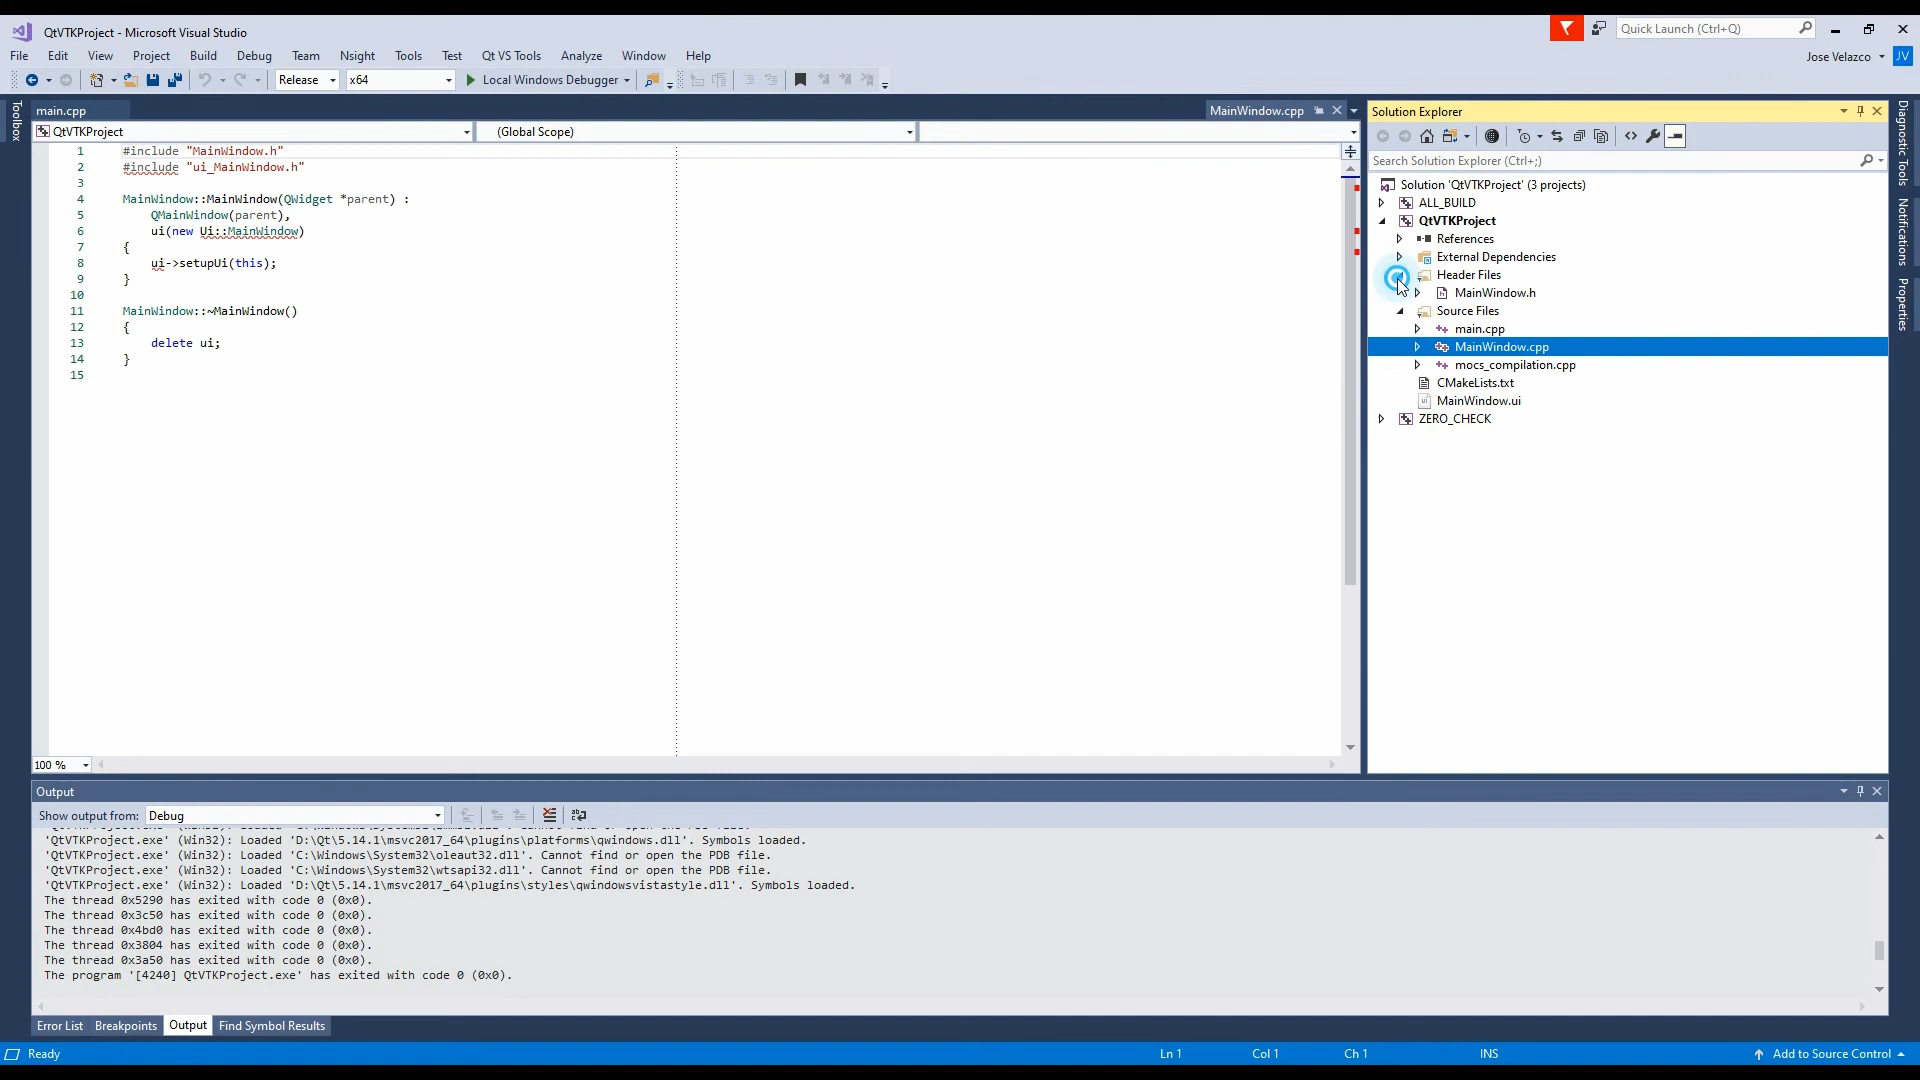 QtVTKProject - Microsoft Visual Studio
Quick Launch (Ctrl+Q)
File Edit View Project Build Debug Team Nsight Tools Test Qt VS Tools Analyze Window Help
Jose Velazco
JV
Release
x64
Local Windows Debugger
Toolbox
main.cpp
MainWindow.cpp
QtVTKProject
(Global Scope)
1 #include "MainWindow.h"
2 #include "ui_MainWindow.h"
3
4 MainWindow::MainWindow(QWidget *parent) :
5 QMainWindow(parent),
6 ui(new Ui::MainWindow)
7 {
8 ui->setupUi(this);
9 }
10
11 MainWindow::~MainWindow()
12 {
13 delete ui;
14 }
15
100 %
Solution Explorer
Search Solution Explorer (Ctrl+;)
Solution 'QtVTKProject' (3 projects)
ALL_BUILD
QtVTKProject
References
External Dependencies
Header Files
MainWindow.h
Source Files
main.cpp
MainWindow.cpp
mocs_compilation.cpp
CMakeLists.txt
MainWindow.ui
ZERO_CHECK
Diagnostic Tools
Notifications
Properties
Output
Show output from: Debug
'QtVTKProject.exe' (Win32): Loaded 'D:\Qt\5.14.1\msvc2017_64\plugins\platforms\qwindows.dll'. Symbols loaded.
'QtVTKProject.exe' (Win32): Loaded 'C:\Windows\System32\oleaut32.dll'. Cannot find or open the PDB file.
'QtVTKProject.exe' (Win32): Loaded 'C:\Windows\System32\wtsapi32.dll'. Cannot find or open the PDB file.
'QtVTKProject.exe' (Win32): Loaded 'D:\Qt\5.14.1\msvc2017_64\plugins\styles\qwindowsvistastyle.dll'. Symbols loaded.
The thread 0x5290 has exited with code 0 (0x0).
The thread 0x3c50 has exited with code 0 (0x0).
The thread 0x4bd0 has exited with code 0 (0x0).
The thread 0x3804 has exited with code 0 (0x0).
The thread 0x3a50 has exited with code 0 (0x0).
The program '[4240] QtVTKProject.exe' has exited with code 0 (0x0).
Error List Breakpoints Output Find Symbol Results
Ready
Ln 1
Col 1
Ch 1
INS
Add to Source Control